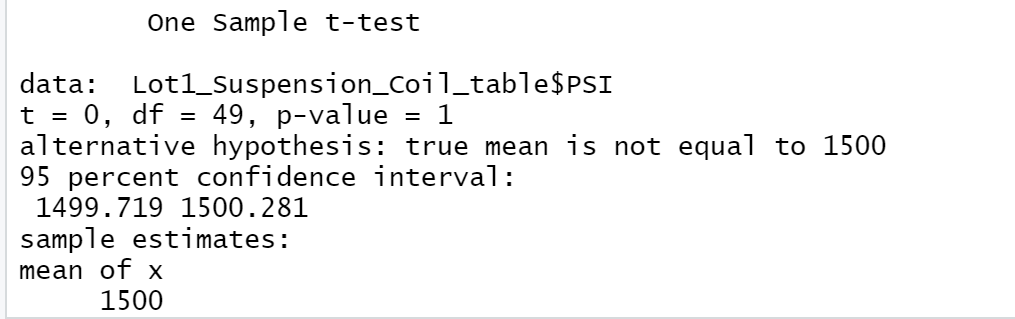 One Sample t-test
data: Lot1_Suspension_Coil_table$PSI
t = 0, df = 49, p-value = 1
alternative hypothesis: true mean is not equal to 1500
95 percent confidence interval:
1499.719 1500.281
sample estimates:
mean of x
1500